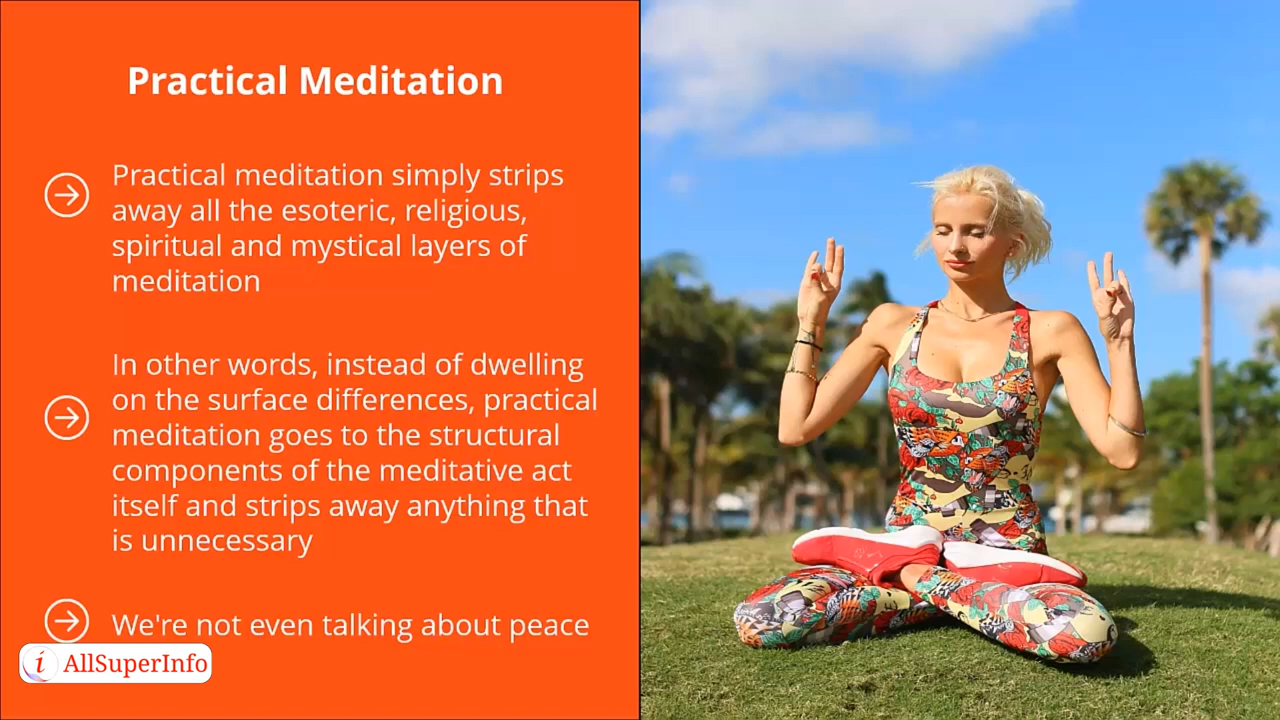 Practical Meditation
Practical meditation simply strips
away all the esoteric, religious,
spiritual and mystical layers of
meditation
In other words, instead of dwelling
on the surface differences, practical
meditation goes to the structural
components of the meditative act
itself and strips away anything that
is unnecessary
We're not even talking about peace
i AllSuperInfo